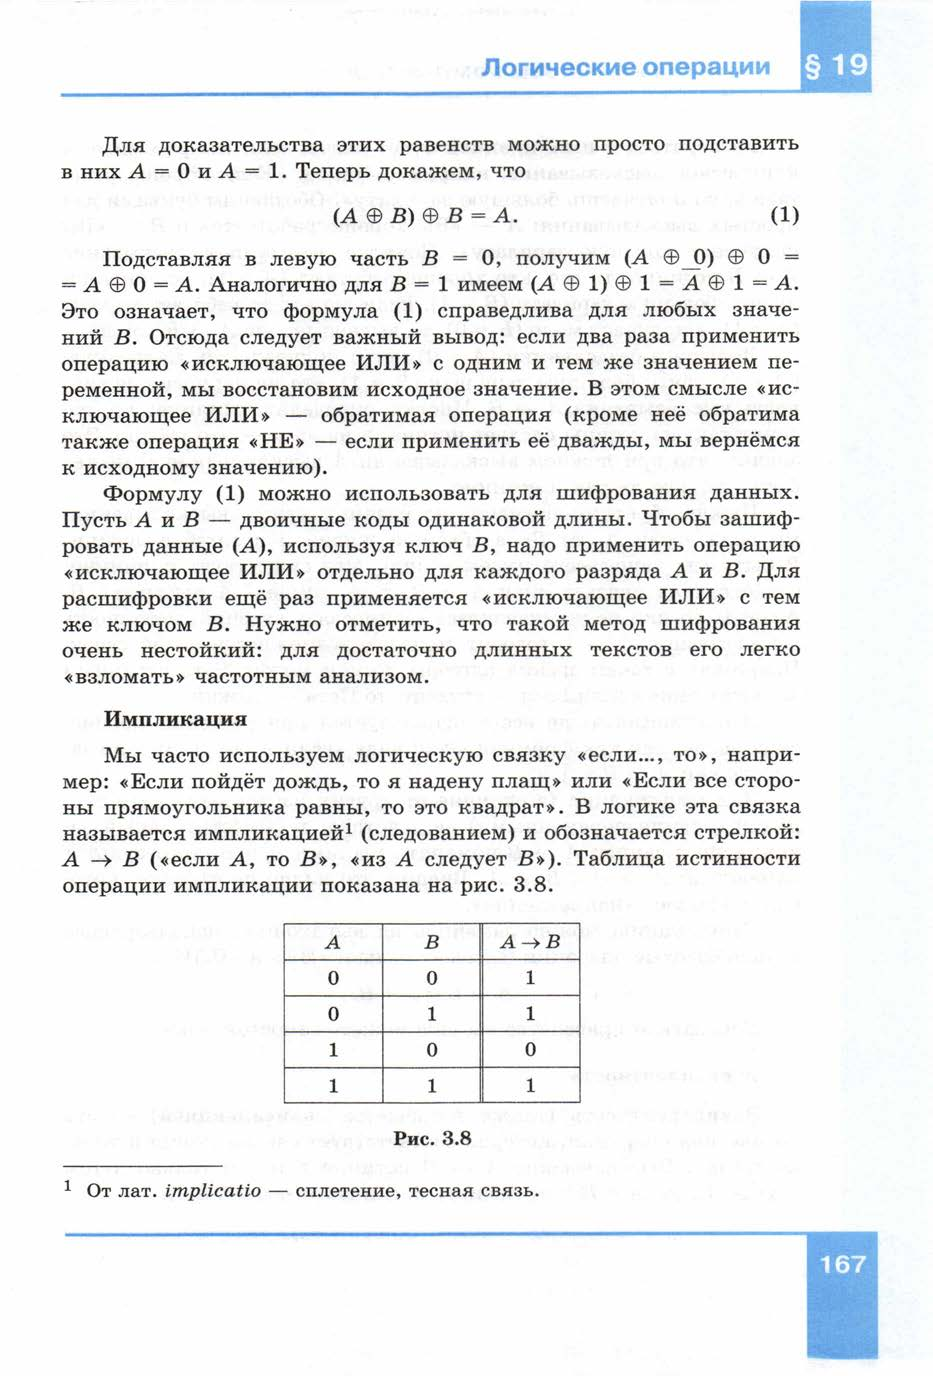 Логические операции § 19
Для доказательства этих равенств можно просто подставить
в них A = 0 и A = 1. Теперь докажем, что
(A ⊕ B) ⊕ B = A. (1)
Подставляя в левую часть B = 0, получим (A ⊕ 0) ⊕ 0 =
= A ⊕ 0 = A. Аналогично для B = 1 имеем (A ⊕ 1) ⊕ 1 = A̅ ⊕ 1 = A.
Это означает, что формула (1) справедлива для любых значе-
ний B. Отсюда следует важный вывод: если два раза применить
операцию «исключающее ИЛИ» с одним и тем же значением пе-
ременной, мы восстановим исходное значение. В этом смысле «ис-
ключающее ИЛИ» — обратимая операция (кроме неё обратима
также операция «НЕ» — если применить её дважды, мы вернёмся
к исходному значению).
Формулу (1) можно использовать для шифрования данных.
Пусть A и B — двоичные коды одинаковой длины. Чтобы зашиф-
ровать данные (A), используя ключ B, надо применить операцию
«исключающее ИЛИ» отдельно для каждого разряда A и B. Для
расшифровки ещё раз применяется «исключающее ИЛИ» с тем
же ключом B. Нужно отметить, что такой метод шифрования
очень нестойкий: для достаточно длинных текстов его легко
«взломать» частотным анализом.
Импликация
Мы часто используем логическую связку «если..., то», напри-
мер: «Если пойдёт дождь, то я надену плащ» или «Если все сторо-
ны прямоугольника равны, то это квадрат». В логике эта связка
называется импликацией¹ (следованием) и обозначается стрелкой:
A → B («если A, то B», «из A следует B»). Таблица истинности
операции импликации показана на рис. 3.8.
A B A → B
0 0 1
0 1 1
1 0 0
1 1 1
Рис. 3.8
¹ От лат. implicatio — сплетение, тесная связь.
167